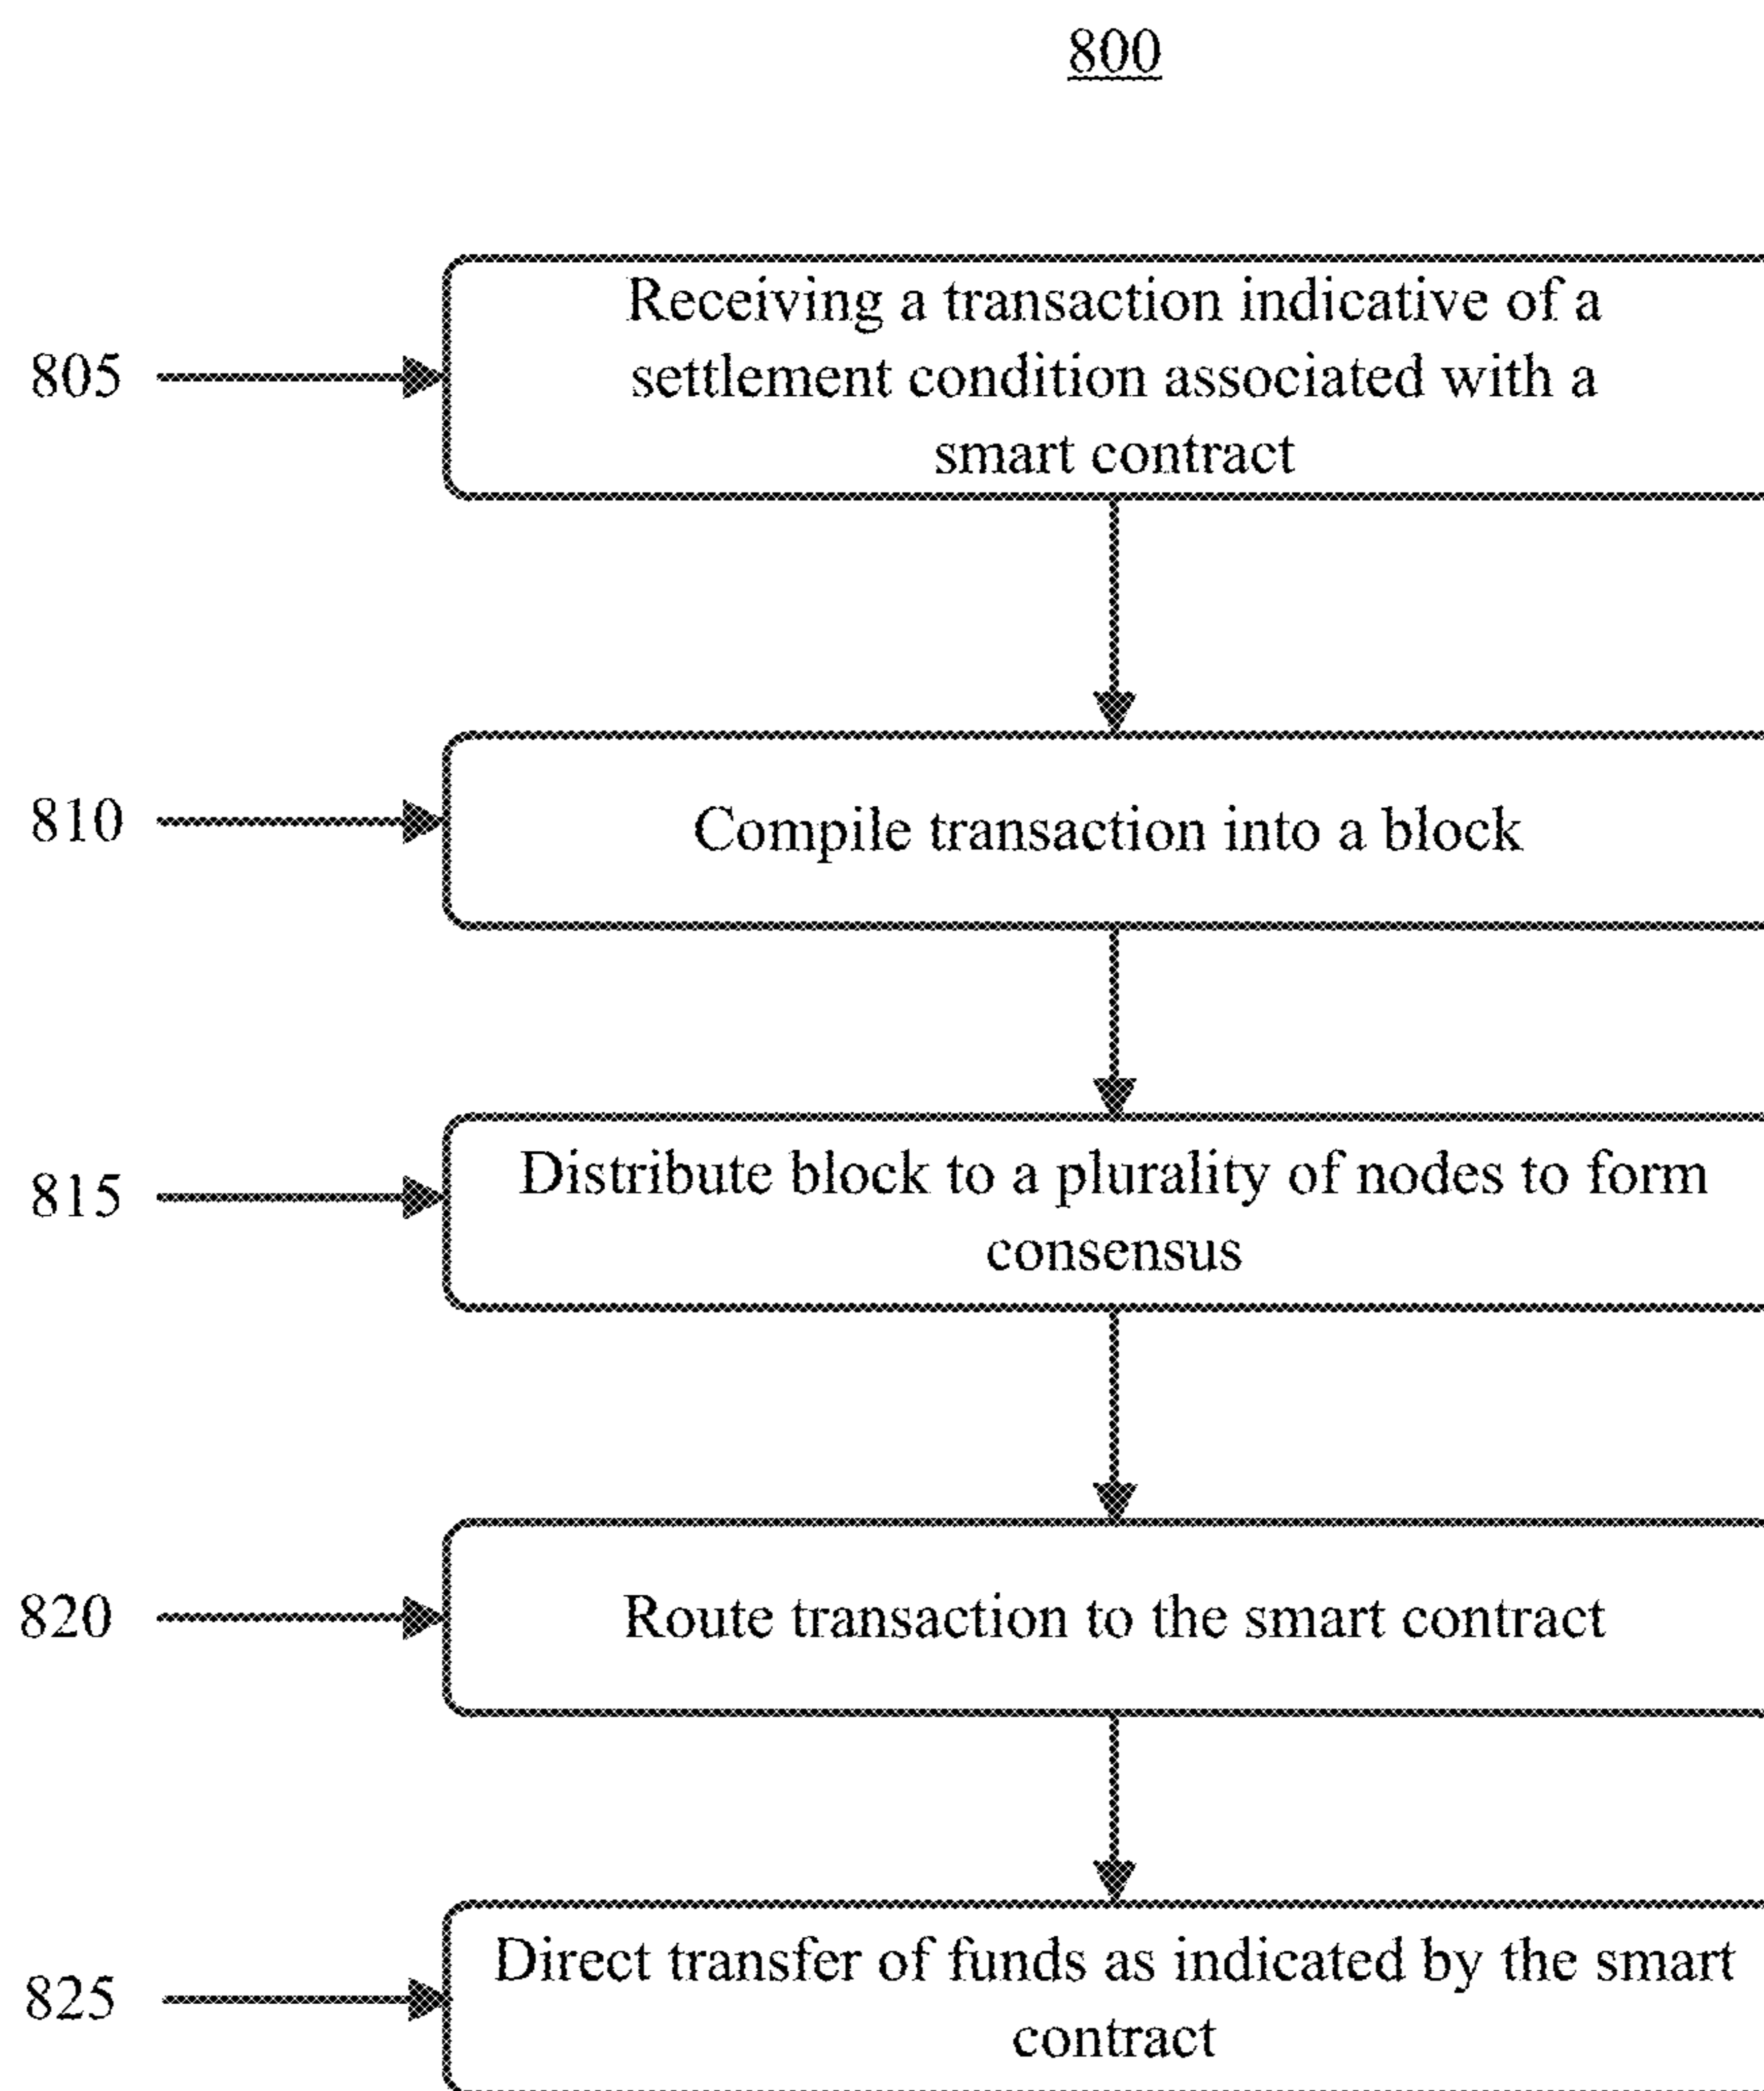 800
805
Receiving a transaction indicative of a
settlement condition associated with a
smart contract
810
Compile transaction into a block
815
Distribute block to a plurality of nodes to form
consensus
820
Route transaction to the smart contract
825
Direct transfer of funds as indicated by the smart
contract